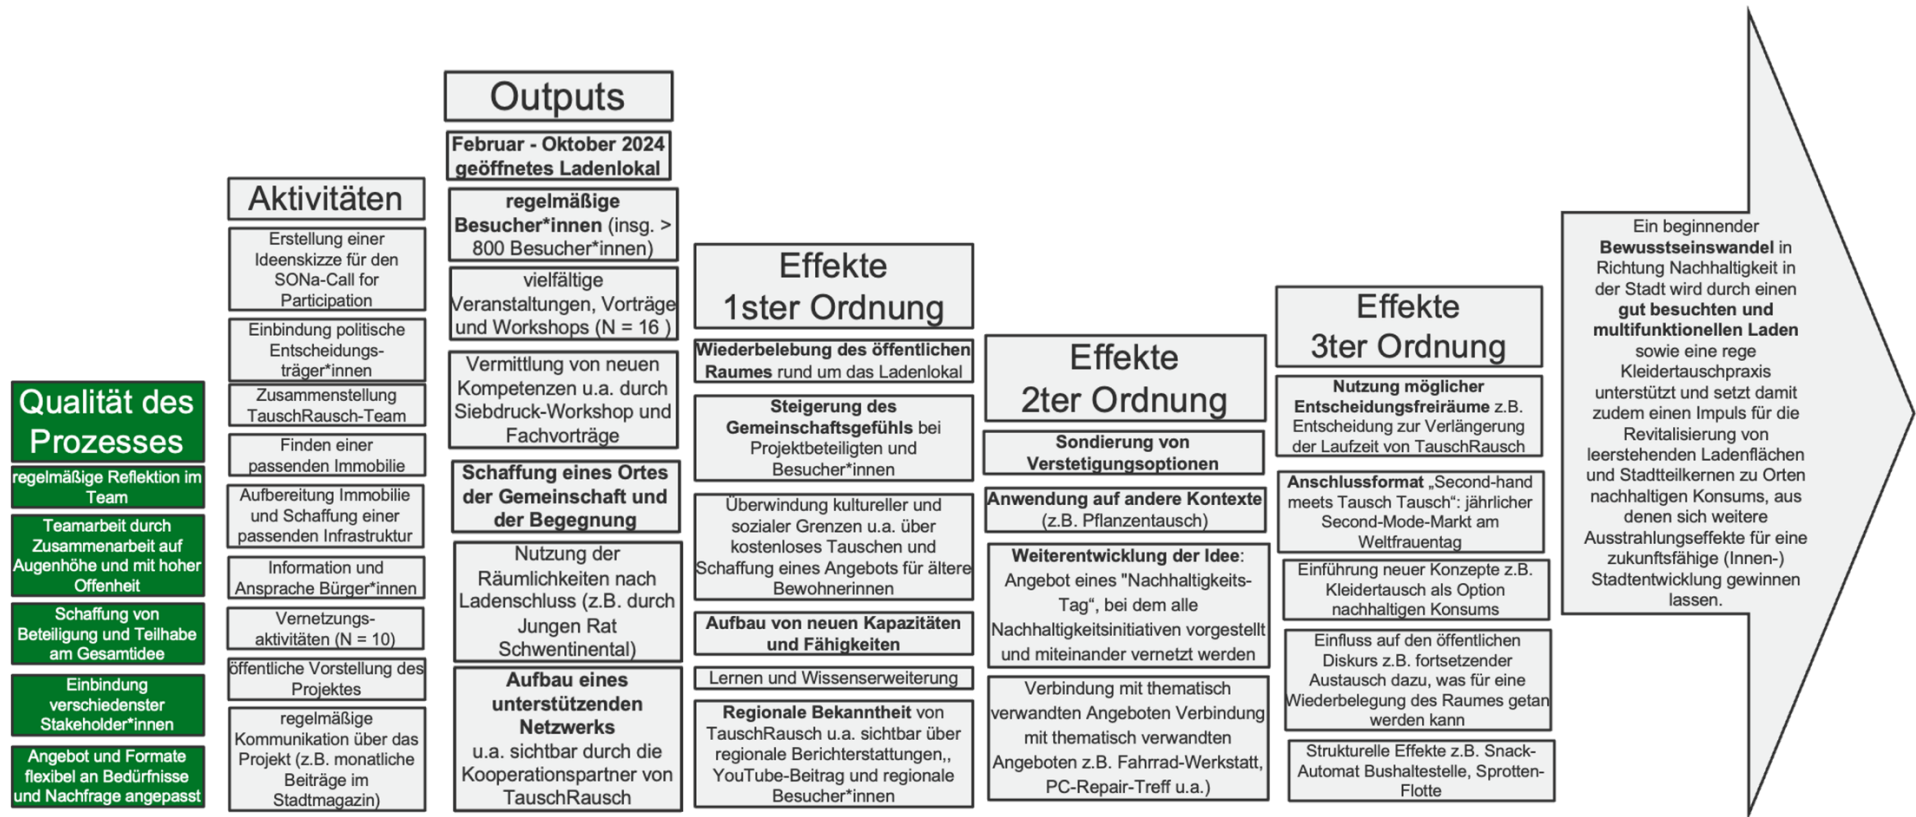 Qualität des
Prozesses
regelmäßige Reflektion im
Team
Teamarbeit durch
Zusammenarbeit auf
Augenhöhe und mit hoher
Offenheit
Schaffung von
Beteiligung und Teilhabe
am Gesamtidee
Einbindung
verschiedenster
Stakeholder*innen
Angebot und Formate
flexibel an Bedürfnisse
und Nachfrage angepasst
Aktivitäten
Erstellung einer
Ideenskizze für den
SONa-Call for
Participation
Einbindung politische
Entscheidungs-
träger*innen
Zusammenstellung
TauschRausch-Team
Finden einer
passenden Immobilie
Aufbereitung Immobilie
und Schaffung einer
passenden Infrastruktur
Information und
Ansprache Bürger*innen
Vernetzungs-
aktivitäten (N = 10)
öffentliche Vorstellung des
Projektes
regelmäßige
Kommunikation über das
Projekt (z.B. monatliche
Beiträge im
Stadtmagazin)
Outputs
Februar - Oktober 2024
geöffnetes Ladenlokal
regelmäßige
Besucher*innen (insg. >
800 Besucher*innen)
vielfältige
Veranstaltungen, Vorträge
und Workshops (N = 16 )
Vermittlung von neuen
Kompetenzen u.a. durch
Siebdruck-Workshop und
Fachvorträge
Schaffung eines Ortes
der Gemeinschaft und
der Begegnung
Nutzung der
Räumlichkeiten nach
Ladenschluss (z.B. durch
Jungen Rat
Schwentinental)
Aufbau eines
unterstützenden
Netzwerks
u.a. sichtbar durch die
Kooperationspartner von
TauschRausch
Effekte
1ster Ordnung
Wiederbelebung des öffentlichen
Raumes rund um das Ladenlokal
Steigerung des
Gemeinschaftsgefühls bei
Projektbeteiligten und
Besucher*innen
Überwindung kultureller und
sozialer Grenzen u.a. über
kostenloses Tauschen und
Schaffung eines Angebots für ältere
Bewohnerinnen
Aufbau von neuen Kapazitäten
und Fähigkeiten
Lernen und Wissenserweiterung
Regionale Bekanntheit von
TauschRausch u.a. sichtbar über
regionale Berichterstattungen,,
YouTube-Beitrag und regionale
Besucher*innen
Effekte
2ter Ordnung
Sondierung von
Verstetigungsoptionen
Anwendung auf andere Kontexte
(z.B. Pflanzentausch)
Weiterentwicklung der Idee:
Angebot eines "Nachhaltigkeits-
Tag“, bei dem alle
Nachhaltigkeitsinitiativen vorgestellt
und miteinander vernetzt werden
Verbindung mit thematisch
verwandten Angeboten Verbindung
mit thematisch verwandten
Angeboten z.B. Fahrrad-Werkstatt,
PC-Repair-Treff u.a.)
Effekte
3ter Ordnung
Nutzung möglicher
Entscheidungsfreiräume z.B.
Entscheidung zur Verlängerung
der Laufzeit von TauschRausch
Anschlussformat „Second-hand
meets Tausch Tausch“: jährlicher
Second-Mode-Markt am
Weltfrauentag
Einführung neuer Konzepte z.B.
Kleidertausch als Option
nachhaltigen Konsums
Einfluss auf den öffentlichen
Diskurs z.B. fortsetzender
Austausch dazu, was für eine
Wiederbelegung des Raumes getan
werden kann
Strukturelle Effekte z.B. Snack-
Automat Bushaltestelle, Sprotten-
Flotte
Ein beginnender
Bewusstseinswandel in
Richtung Nachhaltigkeit in
der Stadt wird durch einen
gut besuchten und
multifunktionellen Laden
sowie eine rege
Kleidertauschpraxis
unterstützt und setzt damit
zudem einen Impuls für die
Revitalisierung von
leerstehenden Ladenflächen
und Stadtteilkernen zu Orten
nachhaltigen Konsums, aus
denen sich weitere
Ausstrahlungseffekte für eine
zukunftsfähige (Innen-)
Stadtentwicklung gewinnen
lassen.